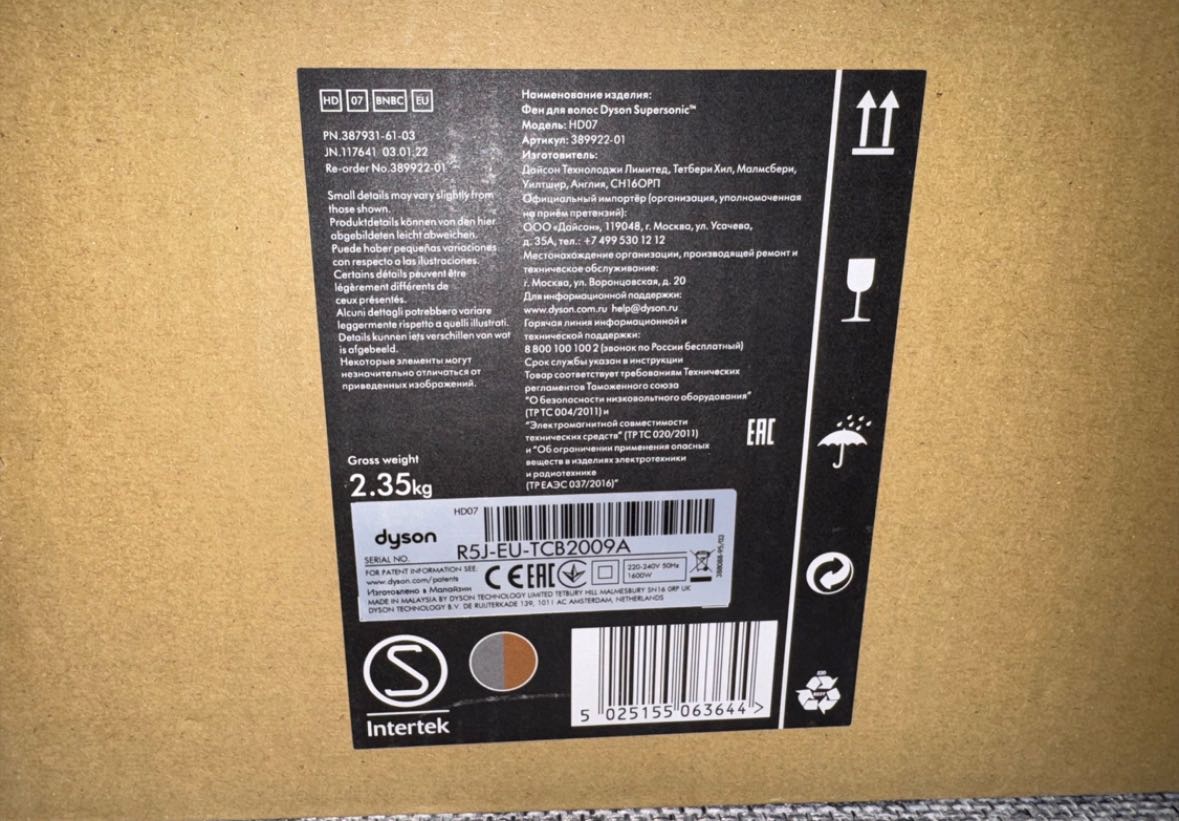 HD 07 BNBC EU
PN.387931-61-03
JN.117641 03.01.22
Re-order No.389922-01
Small details may vary slightly from
those shown.
Produktdetails können von den hier
abgebildeten leicht abweichen.
Puede haber pequeñas variaciones
con respecto a las ilustraciones.
Certains détails peuvent être
légèrement différents de
ceux présentés.
Alcuni dettagli potrebbero variare
leggermente rispetto a quelli illustrati.
Details kunnen iets verschillen van wat
is afgebeeld.
Некоторые элементы могут
незначительно отличаться от
приведенных изображений.
Gross weight
2.35kg
Наименование изделия:
Фен для волос Dyson Supersonic™
Модель: HD07
Артикул: 389922-01
Изготовитель:
Дайсон Технолоджи Лимитед, Тетбери Хил, Малмсбери,
Уилтшир, Англия, СН16ОРП
Официальный импортёр (организация, уполномоченная
на приём претензий):
ООО «Дайсон», 119048, г. Москва, ул. Усачева,
д. 35А, тел.: +7 499 530 12 12
Местонахождение организации, производящей ремонт и
техническое обслуживание:
г. Москва, ул. Воронцовская, д. 20
Для информационной поддержки:
www.dyson.com.ru help@dyson.ru
Горячая линия информационной и
технической поддержки:
8 800 100 100 2 (звонок по России бесплатный)
Срок службы указан в инструкции
Товар соответствует требованиям Технических
регламентов Таможенного союза
"О безопасности низковольтного оборудования"
(ТР ТС 004/2011) и
"Электромагнитной совместимости
технических средств" (ТР ТС 020/2011)
и "Об ограничении применения опасных
веществ в изделиях электротехники
и радиотехники
(ТР ЕАЭС 037/2016)"
EAC
HD07
dyson
SERIAL NO.
R5J-EU-TCB2009A
FOR PATENT INFORMATION SEE:
www.dyson.com/patents
CE EAC
220-240V 50Hz
1600W
388088-95/03
Изготовлено в Малайзии
MADE IN MALAYSIA BY DYSON TECHNOLOGY LIMITED TETBURY HILL MALMESBURY SN16 0RP UK
DYSON TECHNOLOGY B.V. DE RUIJTERKADE 139, 1011 AC AMSTERDAM, NETHERLANDS
S
Intertek
5 025155 063644 >